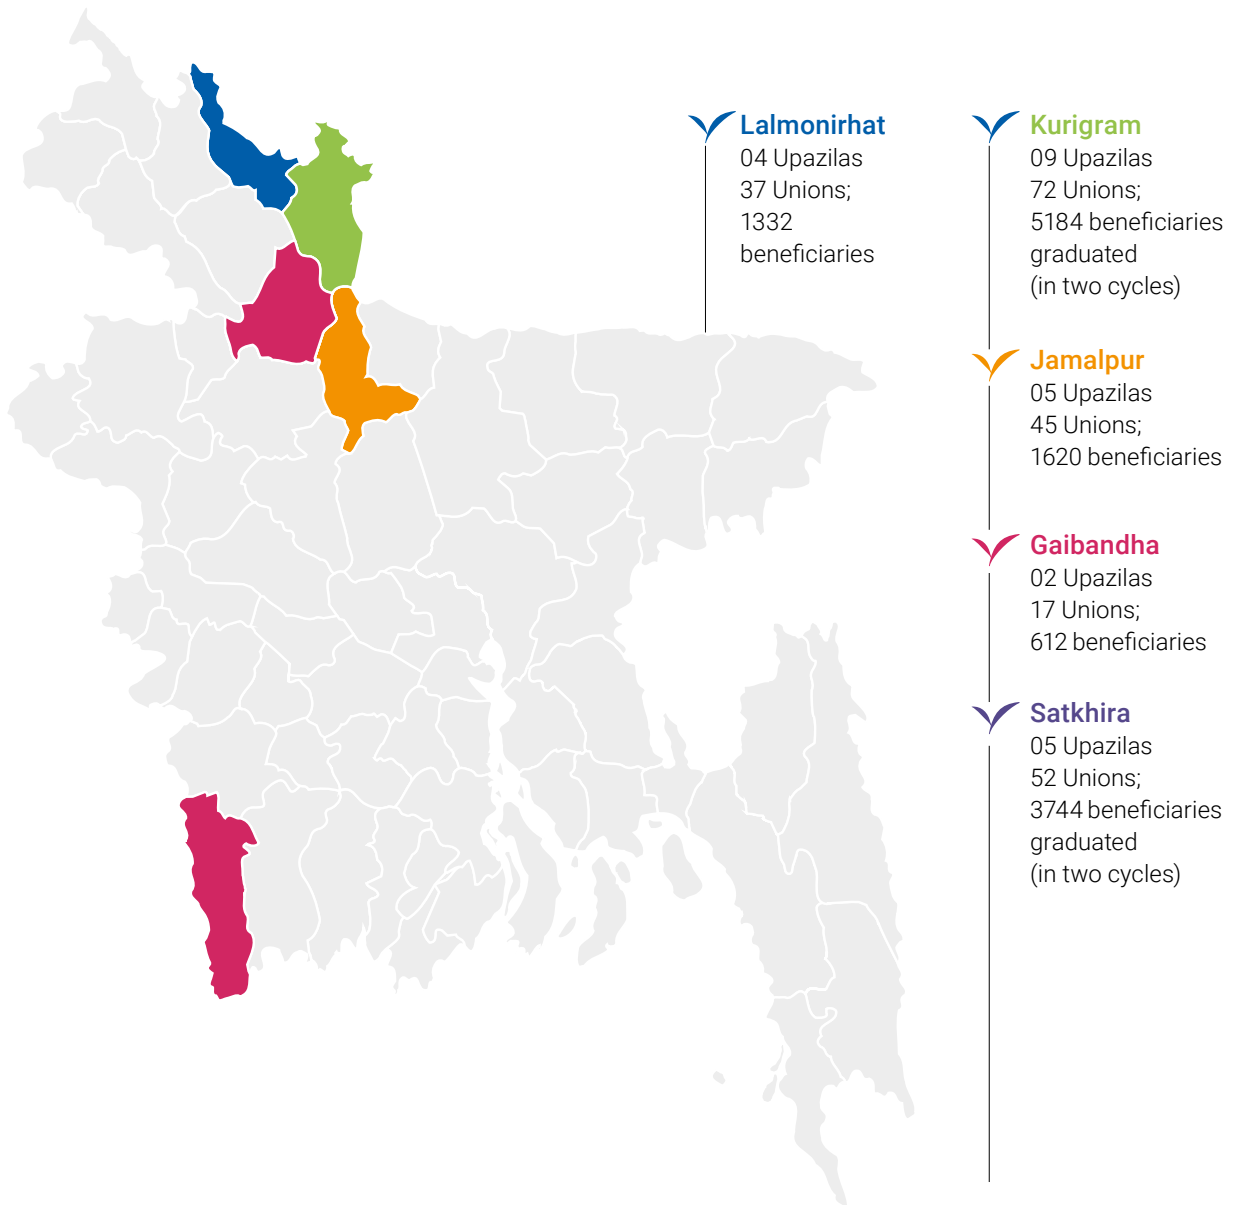 Lalmonirhat
04 Upazilas
37 Unions;
1332
beneficiaries
Kurigram
09 Upazilas
72 Unions;
5184 beneficiaries
graduated
(in two cycles)
Jamalpur
05 Upazilas
45 Unions;
1620 beneficiaries
Gaibandha
02 Upazilas
17 Unions;
612 beneficiaries
Satkhira
05 Upazilas
52 Unions;
3744 beneficiaries
graduated
(in two cycles)